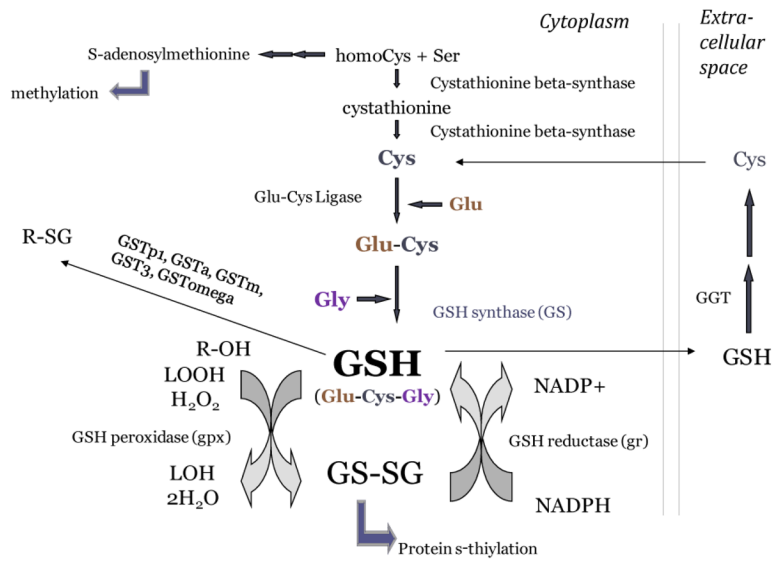 Cytoplasm
Extra-
cellular
space
S-adenosylmethionine
homoCys + Ser
Cystathionine beta-synthase
methylation
cystathionine
Cystathionine beta-synthase
Cys
Cys
Glu-Cys Ligase
Glu
R-SG
GSTp1, GSTa, GSTm,
GST3, GSTomega
Glu-Cys
Gly
GSH synthase (GS)
GGT
R-OH
GSH
GSH
LOOH
H₂O₂
(Glu-Cys-Gly)
NADP+
GSH peroxidase (gpx)
GSH reductase (gr)
LOH
2H₂O
GS-SG
NADPH
Protein s-thiylation